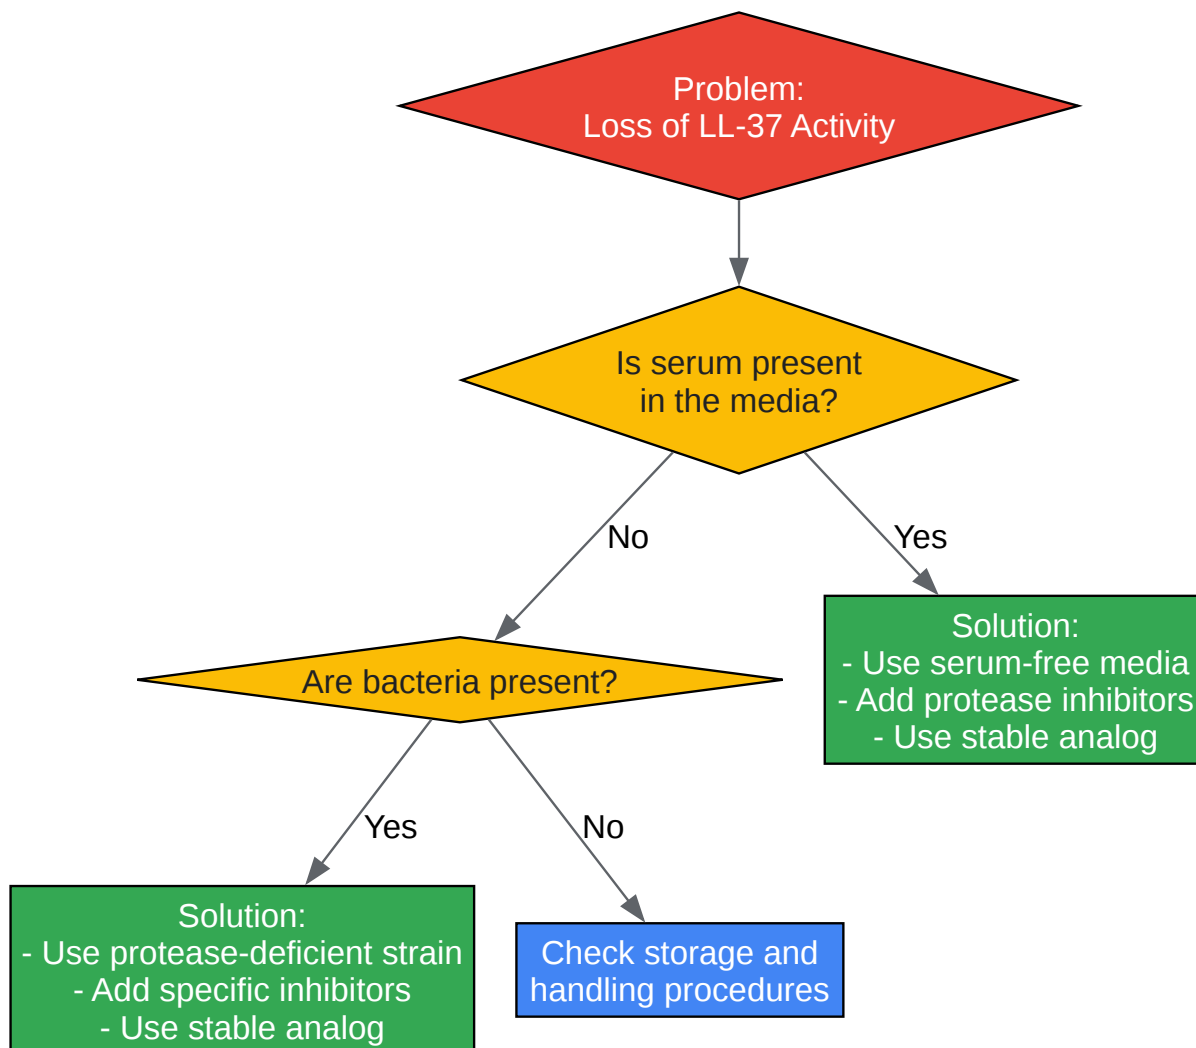 Problem:
Loss of LL-37 Activity
Is serum present
in the media?
No
Yes
Solution:
- Use serum-free media
- Add protease inhibitors
- Use stable analog
Are bacteria present?
Yes
No
Solution:
- Use protease-deficient strain
- Add specific inhibitors
- Use stable analog
Check storage and
handling procedures